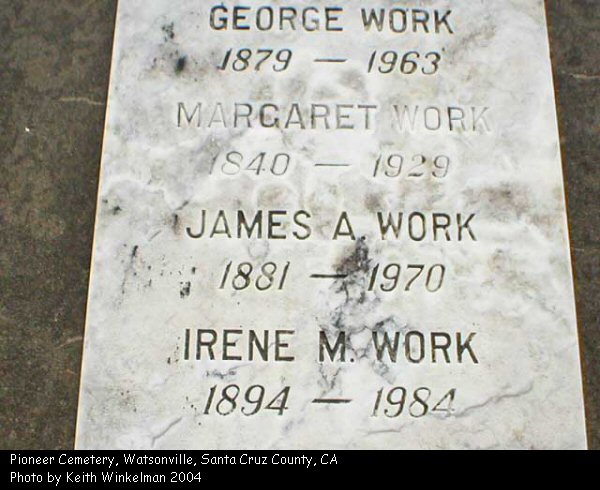 GEORGE WORK
1879 — 1963
MARGARET WORK
1840 — 1929
JAMES A. WORK
1881 — 1970
IRENE M. WORK
1894 — 1984
Pioneer Cemetery, Watsonville, Santa Cruz County, CA
Photo by Keith Winkelman 2004